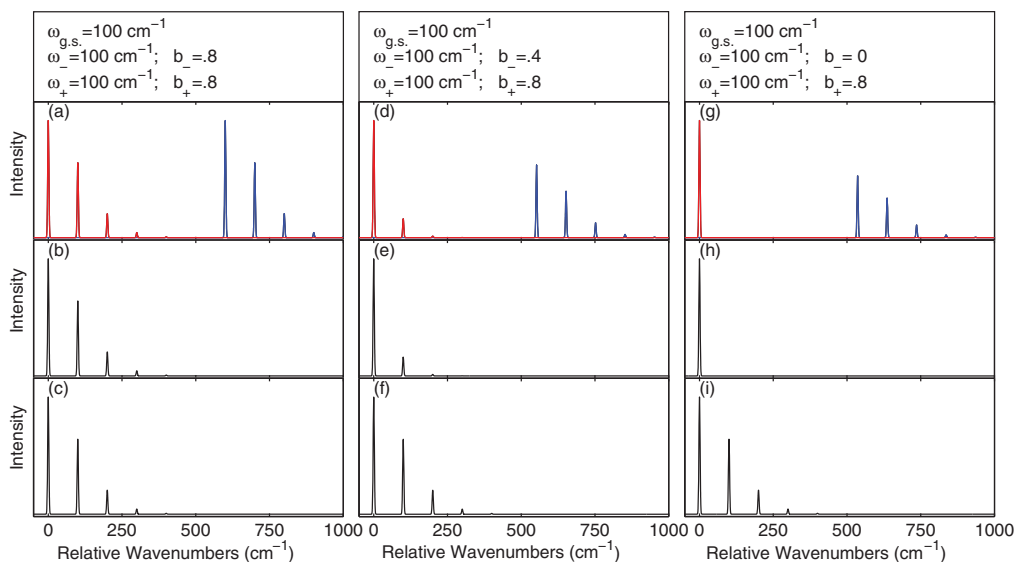 ω_g.s.=100 cm⁻¹
ω_−=100 cm⁻¹; b_−=.8
ω_+=100 cm⁻¹; b_+=.8
ω_g.s.=100 cm⁻¹
ω_−=100 cm⁻¹; b_−=.4
ω_+=100 cm⁻¹; b_+=.8
ω_g.s.=100 cm⁻¹
ω_−=100 cm⁻¹; b_−=0
ω_+=100 cm⁻¹; b_+=.8
(a)
(d)
(g)
Intensity
(b)
(e)
(h)
Intensity
(c)
(f)
(i)
Intensity
0 250 500 750 1000
0 250 500 750 1000
0 250 500 750 1000
Relative Wavenumbers (cm⁻¹)
Relative Wavenumbers (cm⁻¹)
Relative Wavenumbers (cm⁻¹)